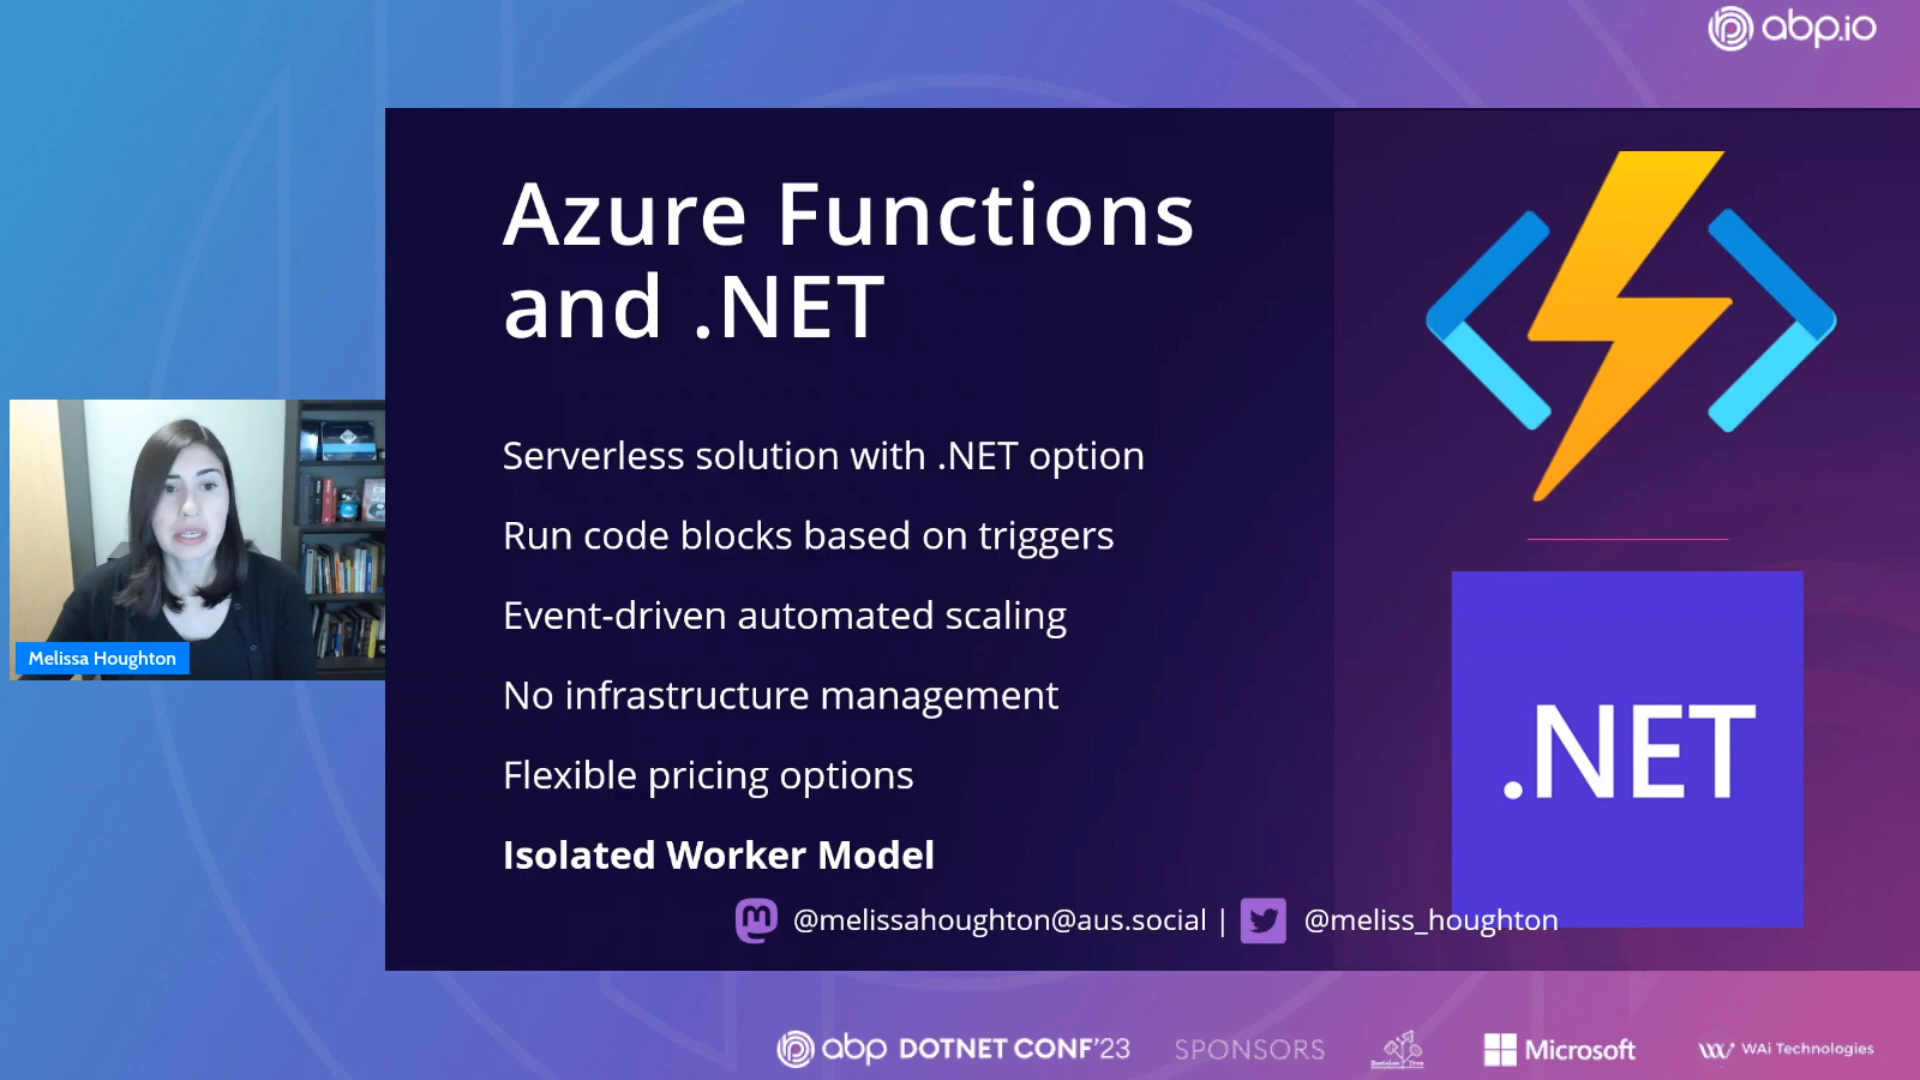 abp.io
Azure Functions
and .NET
Serverless solution with .NET option
Run code blocks based on triggers
Event-driven automated scaling
No infrastructure management
Flexible pricing options
Isolated Worker Model
.NET
Melissa Houghton
@melissahoughton@aus.social | @meliss_houghton
abp DOTNET CONF'23
SPONSORS
Microsoft
WAi Technologies